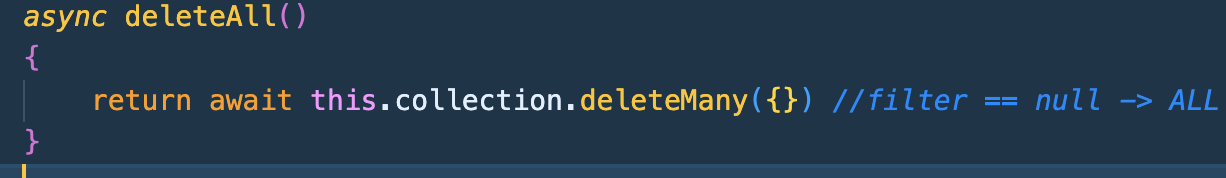 async deleteAll()
{
    return await this.collection.deleteMany({}) //filter == null -> ALL
}